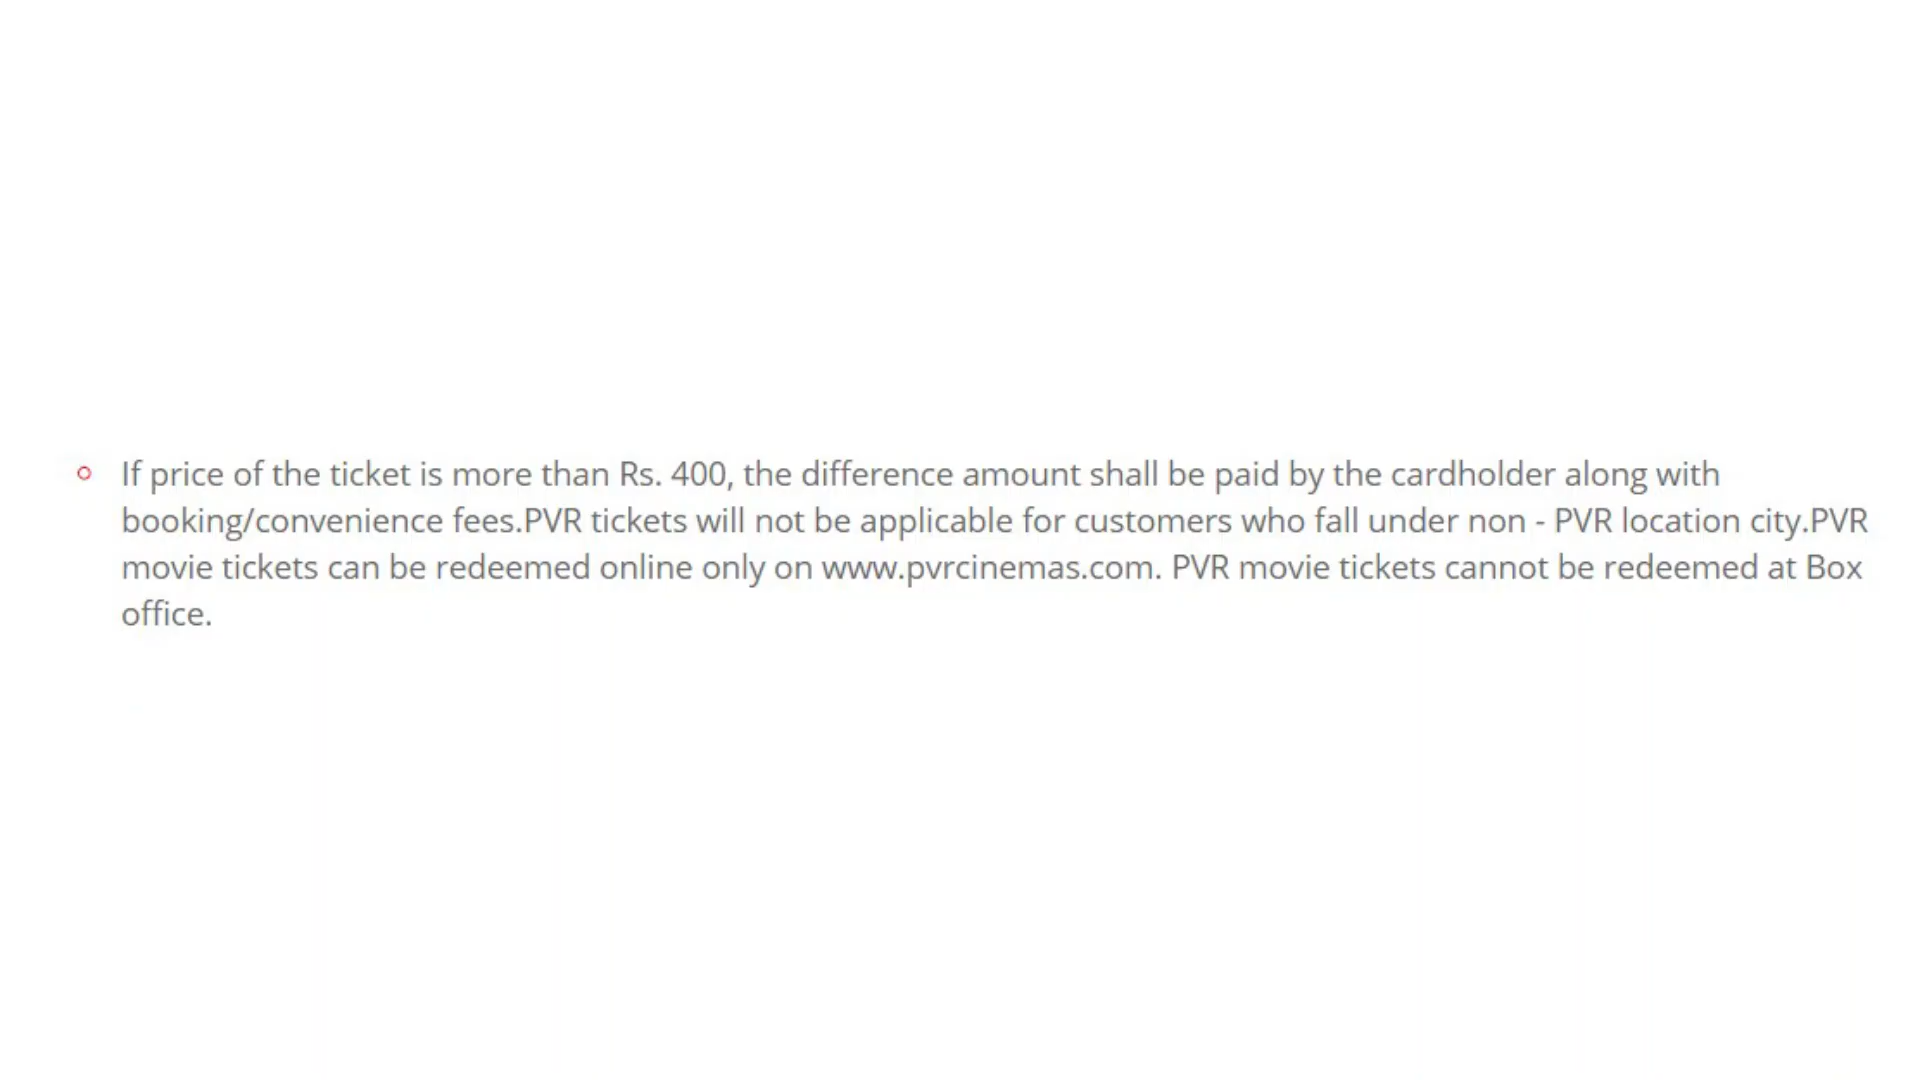 If price of the ticket is more than Rs. 400, the difference amount shall be paid by the cardholder along with
booking/convenience fees.PVR tickets will not be applicable for customers who fall under non - PVR location city.PVR
movie tickets can be redeemed online only on www.pvrcinemas.com. PVR movie tickets cannot be redeemed at Box
office.